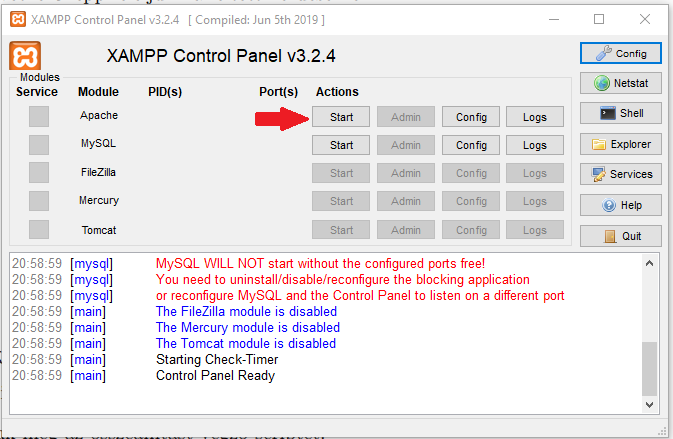 XAMPP Control Panel v3.2.4 [ Compiled: Jun 5th 2019 ]
XAMPP Control Panel v3.2.4
Config
Modules
Service Module PID(s) Port(s) Actions
Netstat
Apache Start Admin Config Logs
Shell
MySQL Start Admin Config Logs
Explorer
FileZilla Start Admin Config Logs
Services
Mercury Start Admin Config Logs
Help
Tomcat Start Admin Config Logs
Quit
20:58:59 [mysql] MySQL WILL NOT start without the configured ports free!
20:58:59 [mysql] You need to uninstall/disable/reconfigure the blocking application
20:58:59 [mysql] or reconfigure MySQL and the Control Panel to listen on a different port
20:58:59 [main] The FileZilla module is disabled
20:58:59 [main] The Mercury module is disabled
20:58:59 [main] The Tomcat module is disabled
20:58:59 [main] Starting Check-Timer
20:58:59 [main] Control Panel Ready